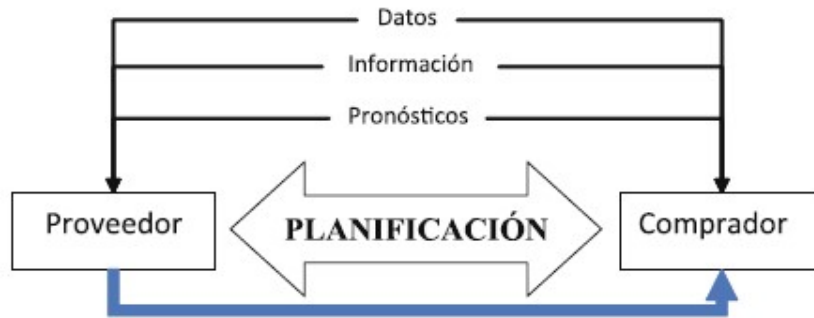 Datos
Información
Pronósticos
Proveedor
PLANIFICACIÓN
Comprador